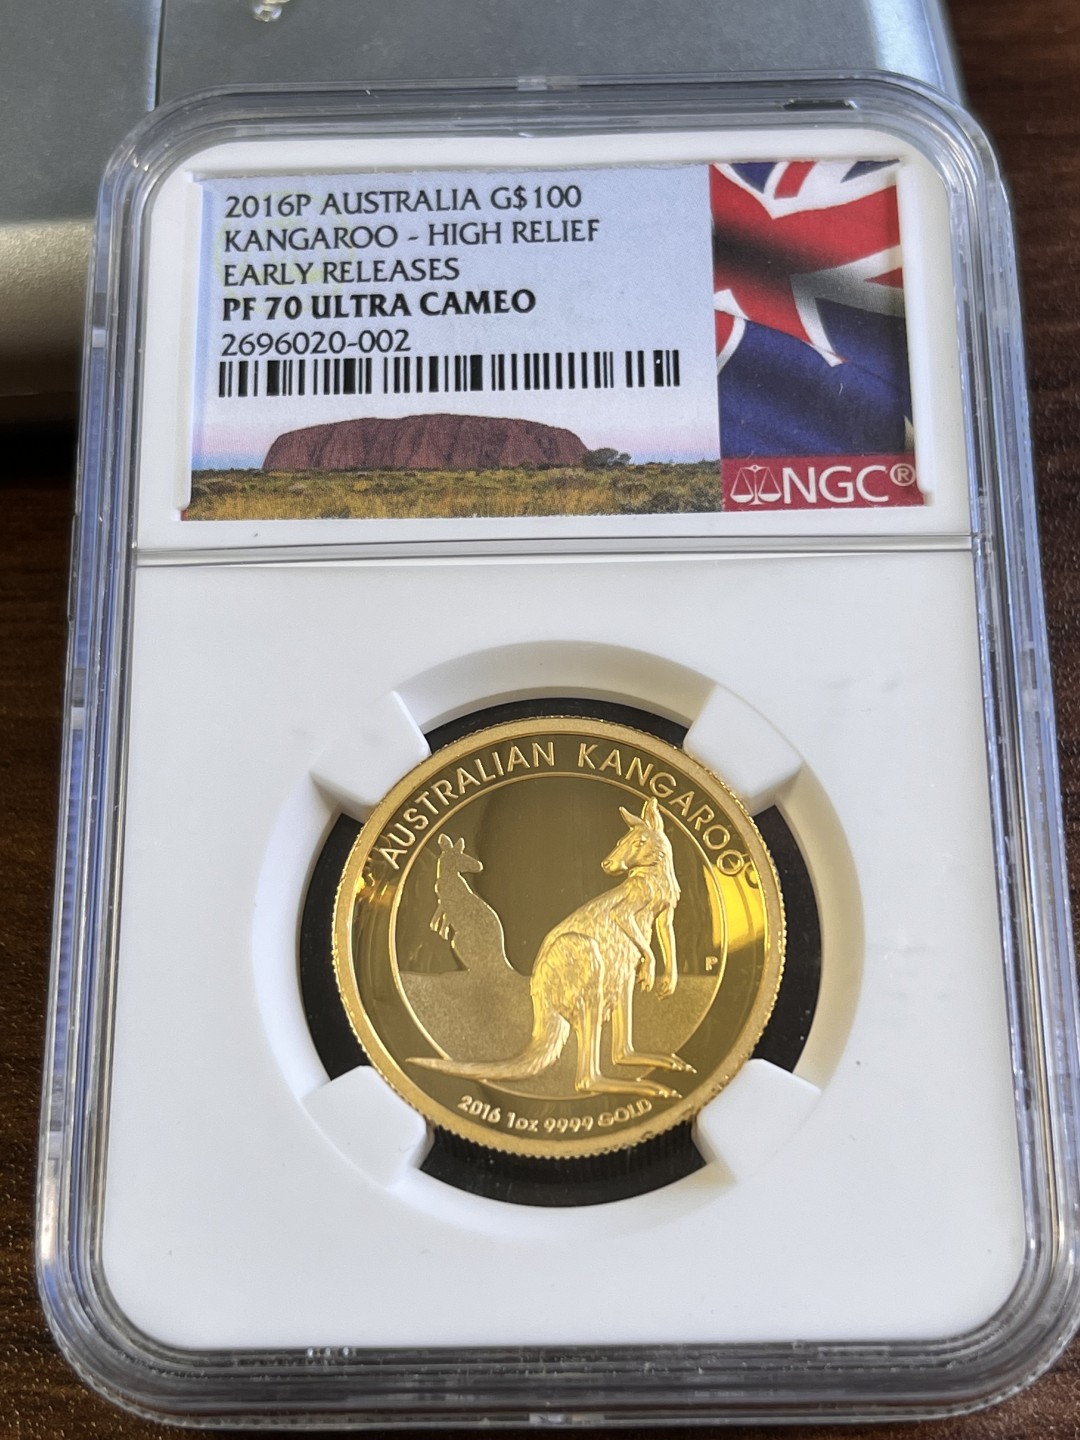 2016P AUSTRALIA G$100
KANGAROO - HIGH RELIEF
EARLY RELEASES
PF 70 ULTRA CAMEO
2696020-002
NGC®
AUSTRALIAN KANGAROO
P
2016 1oz 9999 GOLD